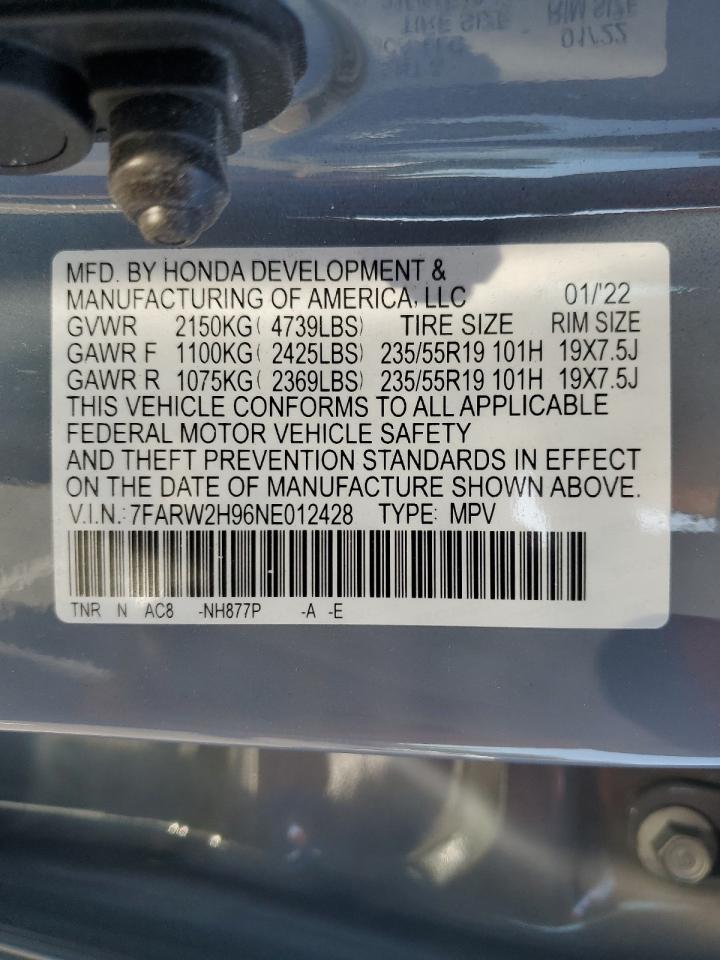 MFD. BY HONDA DEVELOPMENT &
MANUFACTURING OF AMERICA, LLC 01/'22
GVWR 2150KG( 4739LBS) TIRE SIZE RIM SIZE
GAWR F 1100KG( 2425LBS) 235/55R19 101H 19X7.5J
GAWR R 1075KG( 2369LBS) 235/55R19 101H 19X7.5J
THIS VEHICLE CONFORMS TO ALL APPLICABLE
FEDERAL MOTOR VEHICLE SAFETY
AND THEFT PREVENTION STANDARDS IN EFFECT
ON THE DATE OF MANUFACTURE SHOWN ABOVE.
V.I.N.: 7FARW2H96NE012428 TYPE: MPV
TNR N AC8 -NH877P -A -E